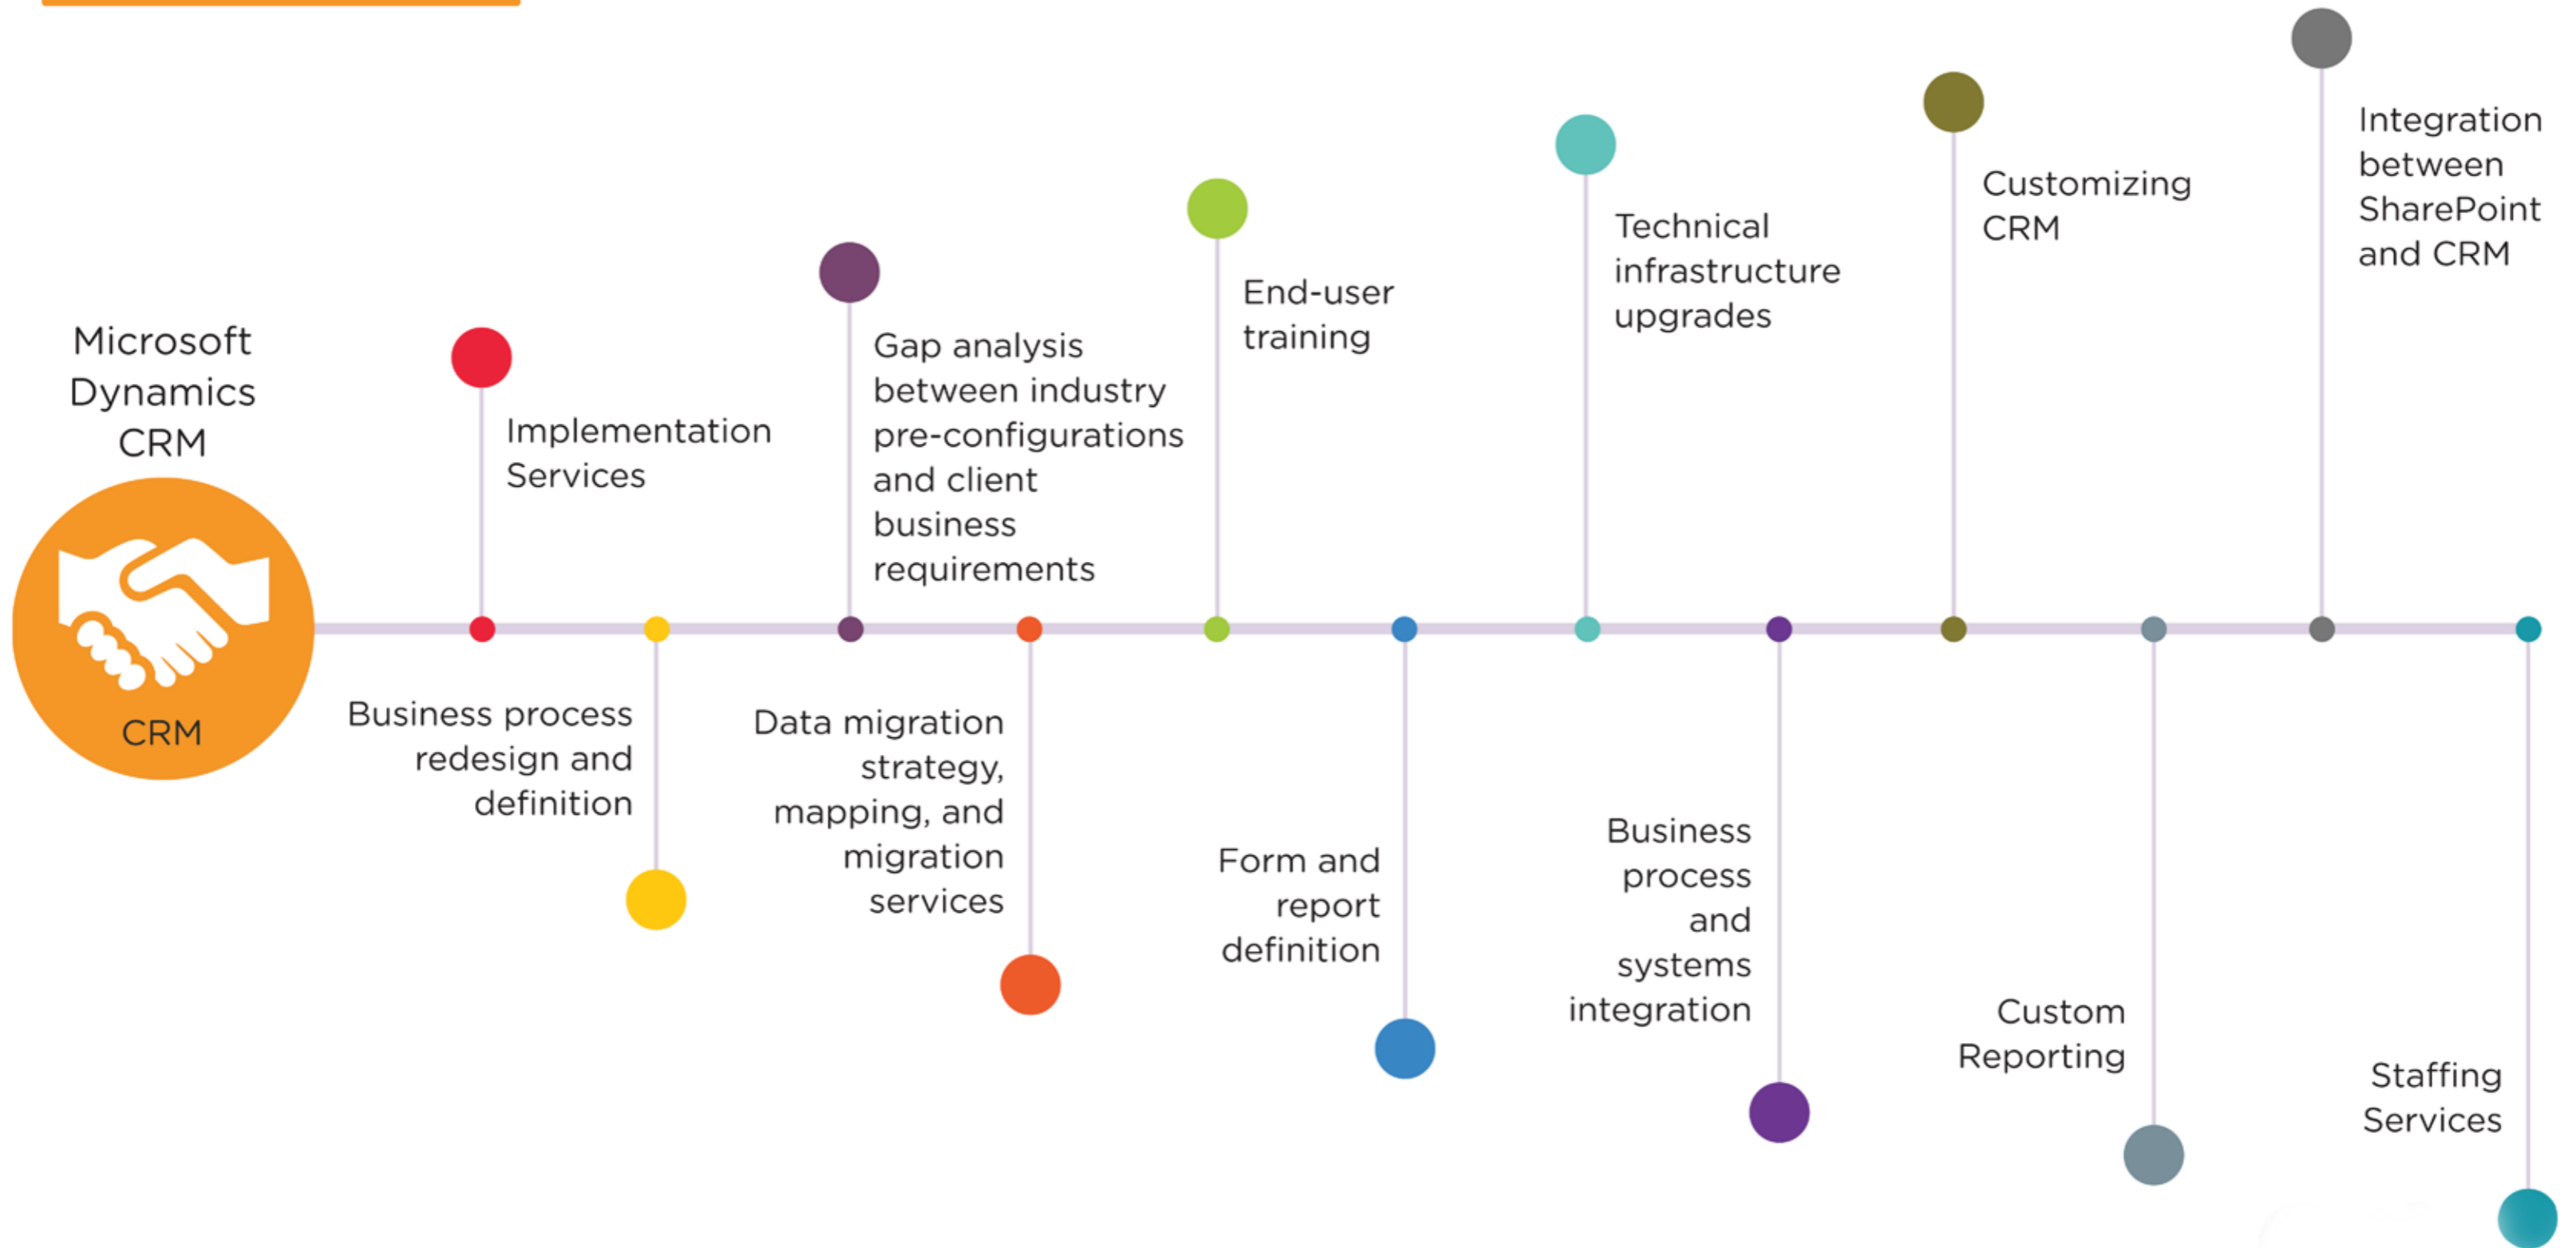 Microsoft
Dynamics
CRM
CRM
Implementation
Services
Business process
redesign and
definition
Gap analysis
between industry
pre-configurations
and client
business
requirements
Data migration
strategy,
mapping, and
migration
services
End-user
training
Form and
report
definition
Technical
infrastructure
upgrades
Business
process
and
systems
integration
Customizing
CRM
Custom
Reporting
Integration
between
SharePoint
and CRM
Staffing
Services